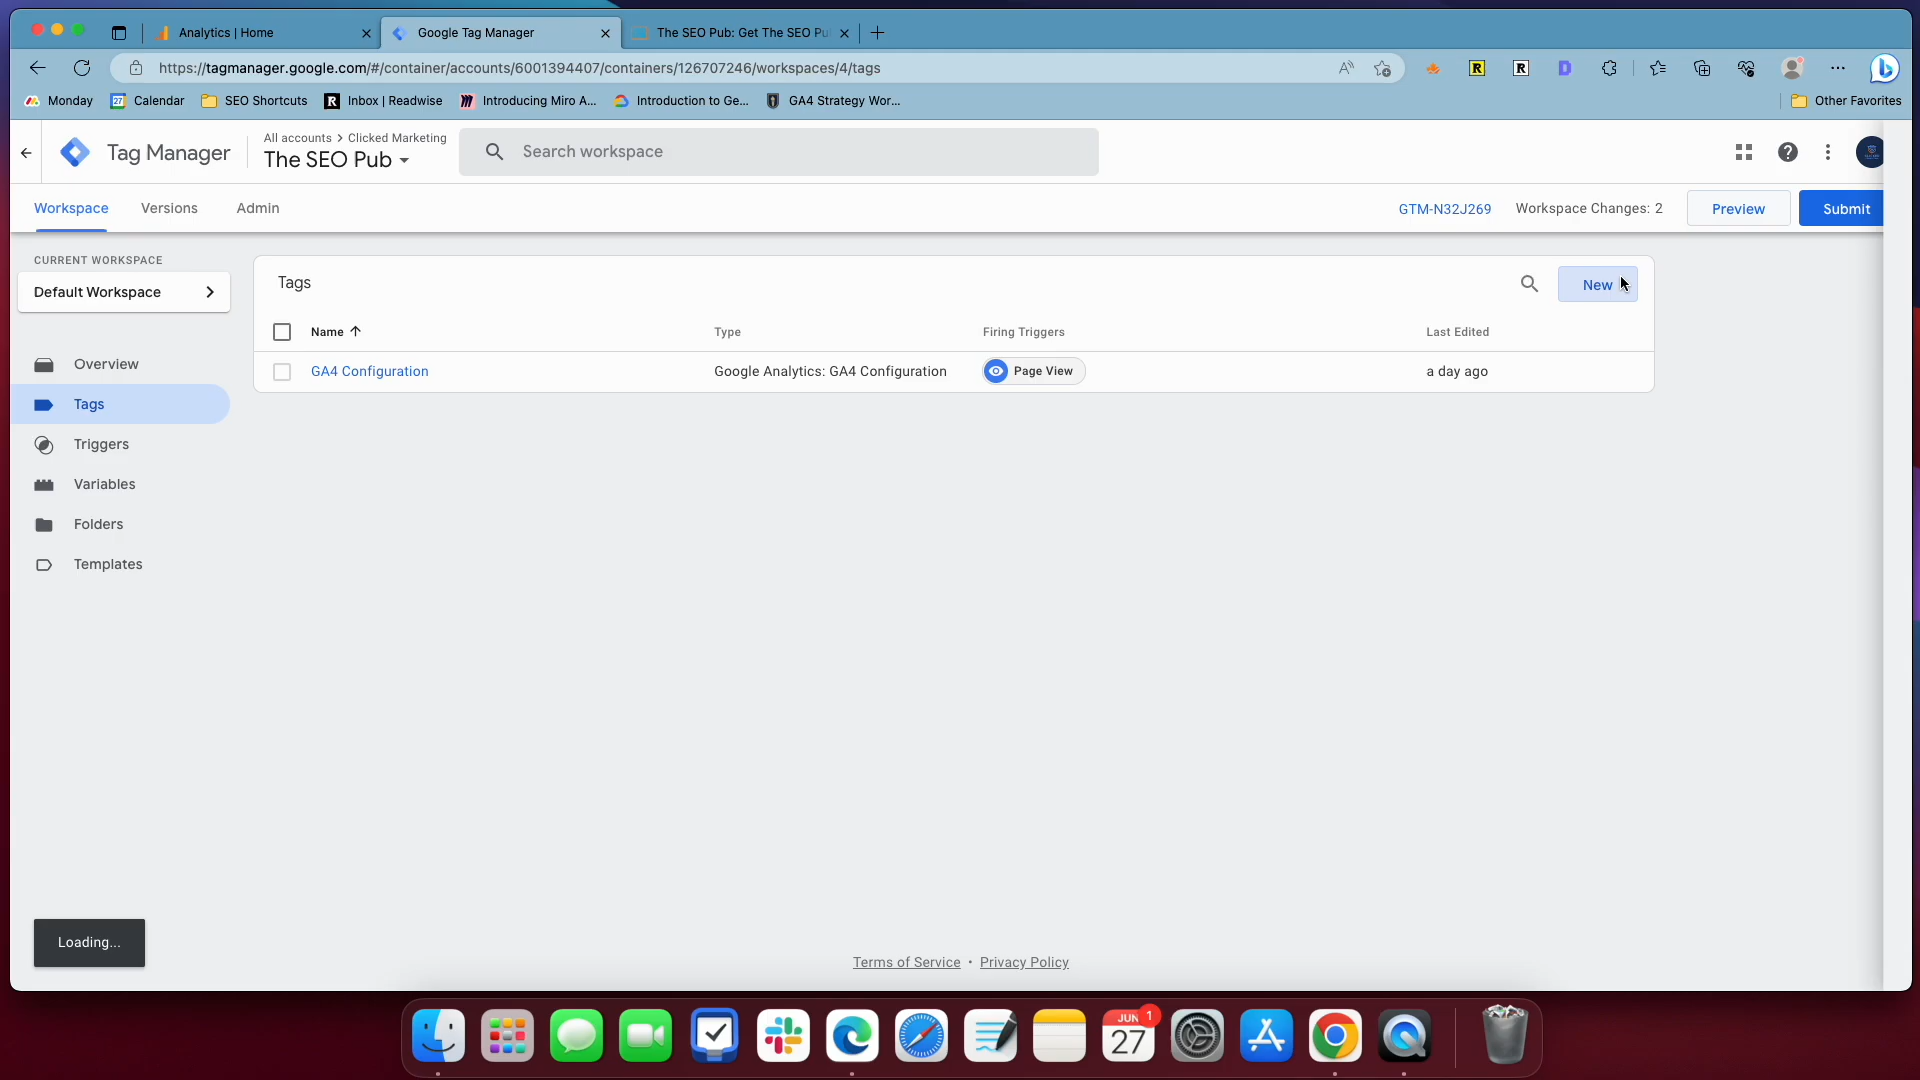 Analytics | Home
Google Tag Manager
The SEO Pub: Get The SEO Pu
https://tagmanager.google.com/#/container/accounts/6001394407/containers/126707246/workspaces/4/tags
Monday
Calendar
SEO Shortcuts
Inbox | Readwise
Introducing Miro A...
Introduction to Ge...
GA4 Strategy Wor...
Other Favorites
Tag Manager
All accounts > Clicked Marketing
The SEO Pub
Search workspace
Workspace
Versions
Admin
GTM-N32J269
Workspace Changes: 2
Preview
Submit
CURRENT WORKSPACE
Default Workspace
Overview
Tags
Triggers
Variables
Folders
Templates
Tags
New
Name
Type
Firing Triggers
Last Edited
GA4 Configuration
Google Analytics: GA4 Configuration
Page View
a day ago
Loading...
Terms of Service • Privacy Policy
JUN
27
1